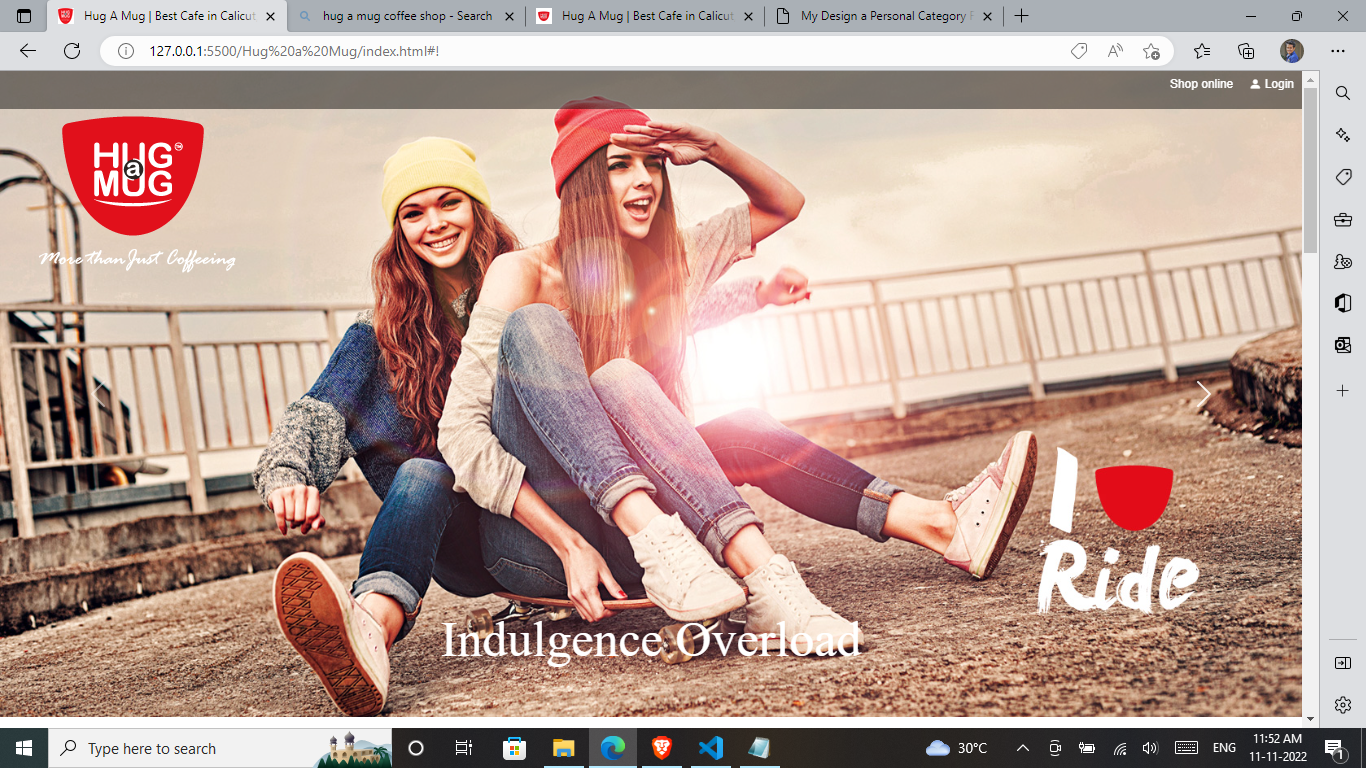 Hug A Mug | Best Cafe in Calicut
hug a mug coffee shop - Search
Hug A Mug | Best Cafe in Calicut
My Design a Personal Category
127.0.0.1:5500/Hug%20a%20Mug/index.html#!
Shop online
Login
HUG
a
MUG
TM
More than Just Coffeeing
I
Ride
Indulgence Overload
Type here to search
30°C
ENG
11:52 AM
11-11-2022
1